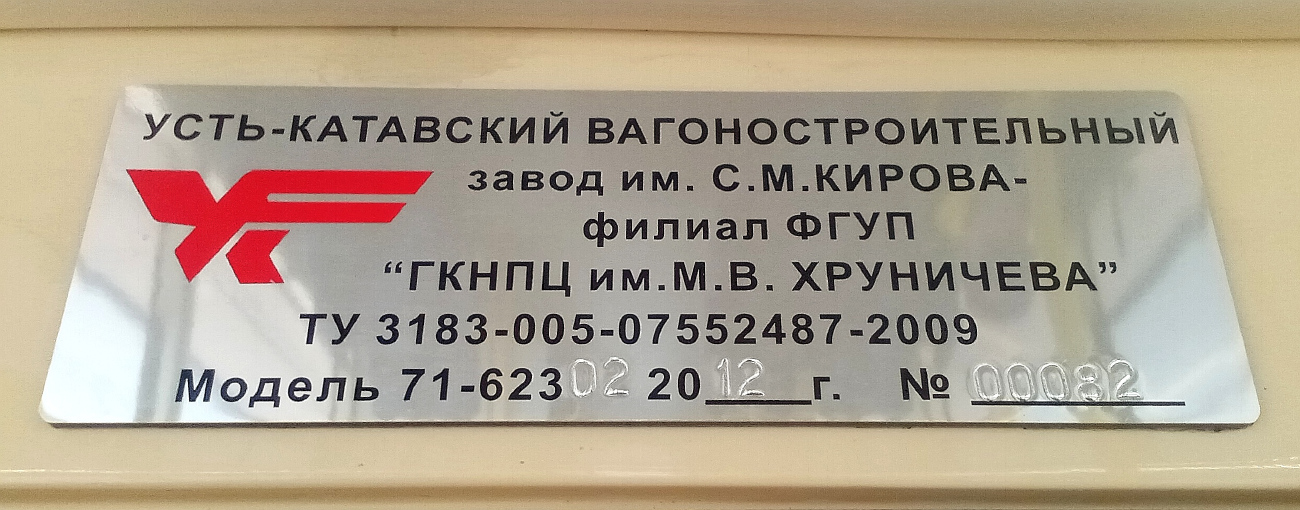 УСТЬ-КАТАВСКИЙ ВАГОНОСТРОИТЕЛЬНЫЙ
завод им. С.М.КИРОВА-
филиал ФГУП
“ГКНПЦ им.М.В. ХРУНИЧЕВА”
ТУ 3183-005-07552487-2009
Модель 71-62302 2012г. № 00082